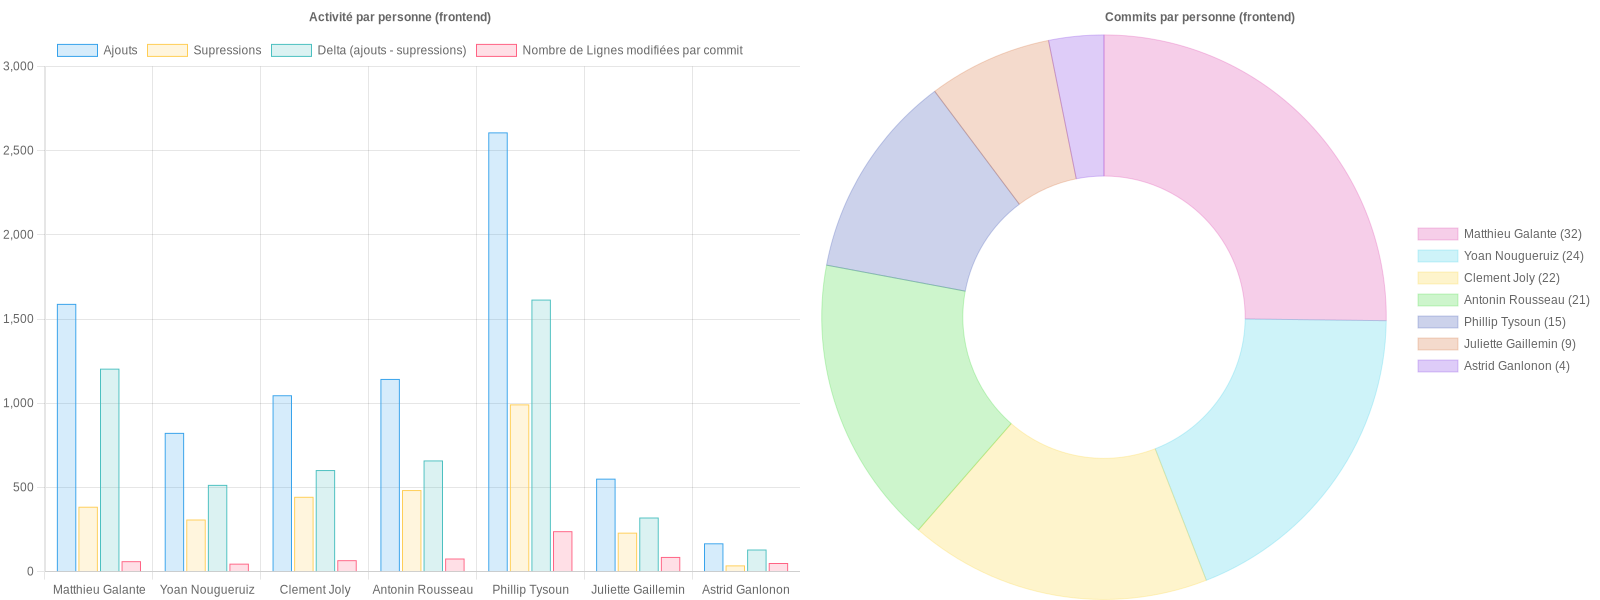 Activité par personne (frontend)
Ajouts Supressions Delta (ajouts - supressions) Nombre de Lignes modifiées par commit
3,000
2,500
2,000
1,500
1,000
500
0
Matthieu Galante Yoan Nougueruiz Clement Joly Antonin Rousseau Phillip Tysoun Juliette Gaillemin Astrid Ganlonon
Commits par personne (frontend)
Matthieu Galante (32)
Yoan Nougueruiz (24)
Clement Joly (22)
Antonin Rousseau (21)
Phillip Tysoun (15)
Juliette Gaillemin (9)
Astrid Ganlonon (4)